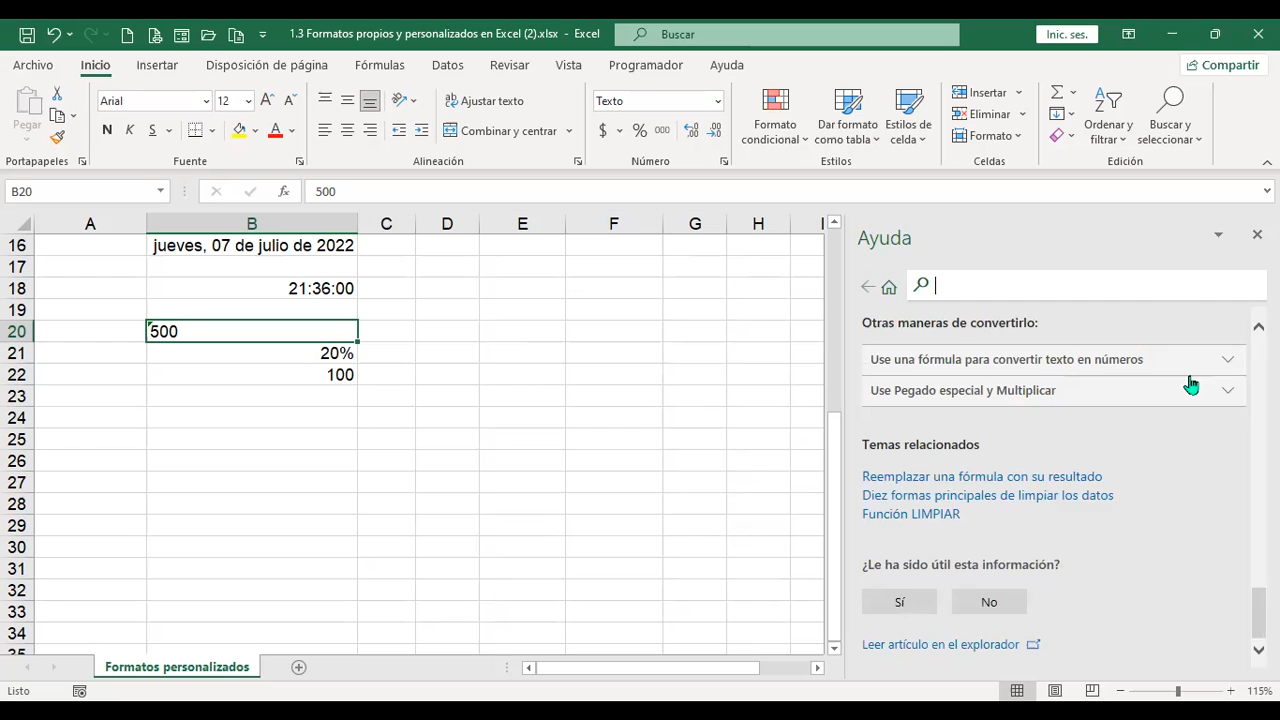 1.3 Formatos propios y personalizados en Excel (2).xlsx - Excel
Buscar
Inic. ses.
Archivo
Inicio
Insertar
Disposición de página
Fórmulas
Datos
Revisar
Vista
Programador
Ayuda
Compartir
Pegar
Portapapeles
Arial
12
N K S
Fuente
Ajustar texto
Combinar y centrar
Alineación
Texto
$ % 000
Número
Formato
condicional
Dar formato
como tabla
Estilos de
celda
Estilos
Insertar
Eliminar
Formato
Celdas
Ordenar y
filtrar
Buscar y
seleccionar
Edición
B20
fx
500
A B C D E F G H I
16 jueves, 07 de julio de 2022
17
18 21:36:00
19
20 500
21 20%
22 100
23
24
25
26
27
28
29
30
31
32
33
34
35
Ayuda
Otras maneras de convertirlo:
Use una fórmula para convertir texto en números
Use Pegado especial y Multiplicar
Temas relacionados
Reemplazar una fórmula con su resultado
Diez formas principales de limpiar los datos
Función LIMPIAR
¿Le ha sido útil esta información?
Sí
No
Leer artículo en el explorador
Formatos personalizados
Listo
115%